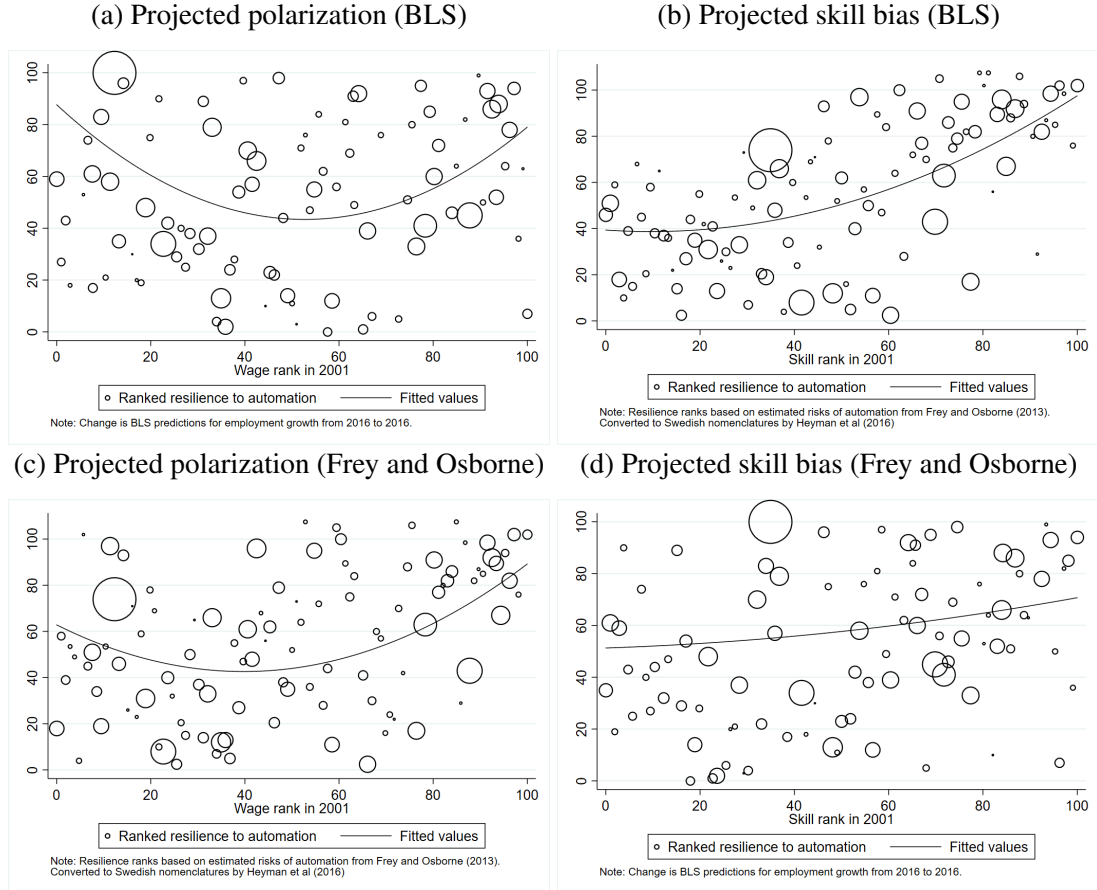 (a) Projected polarization (BLS)
0 20 40 60 80 100
0 20 40 60 80 100
Wage rank in 2001
Ranked resilience to automation Fitted values
Note: Change is BLS predictions for employment growth from 2016 to 2016.
(b) Projected skill bias (BLS)
0 20 40 60 80 100
0 20 40 60 80 100
Skill rank in 2001
Ranked resilience to automation Fitted values
Note: Resilience ranks based on estimated risks of automation from Frey and Osborne (2013).
Converted to Swedish nomenclatures by Heyman et al (2016)
(c) Projected polarization (Frey and Osborne)
0 20 40 60 80 100
0 20 40 60 80 100
Wage rank in 2001
Ranked resilience to automation Fitted values
Note: Resilience ranks based on estimated risks of automation from Frey and Osborne (2013).
Converted to Swedish nomenclatures by Heyman et al (2016)
(d) Projected skill bias (Frey and Osborne)
0 20 40 60 80 100
0 20 40 60 80 100
Skill rank in 2001
Ranked resilience to automation Fitted values
Note: Change is BLS predictions for employment growth from 2016 to 2016.